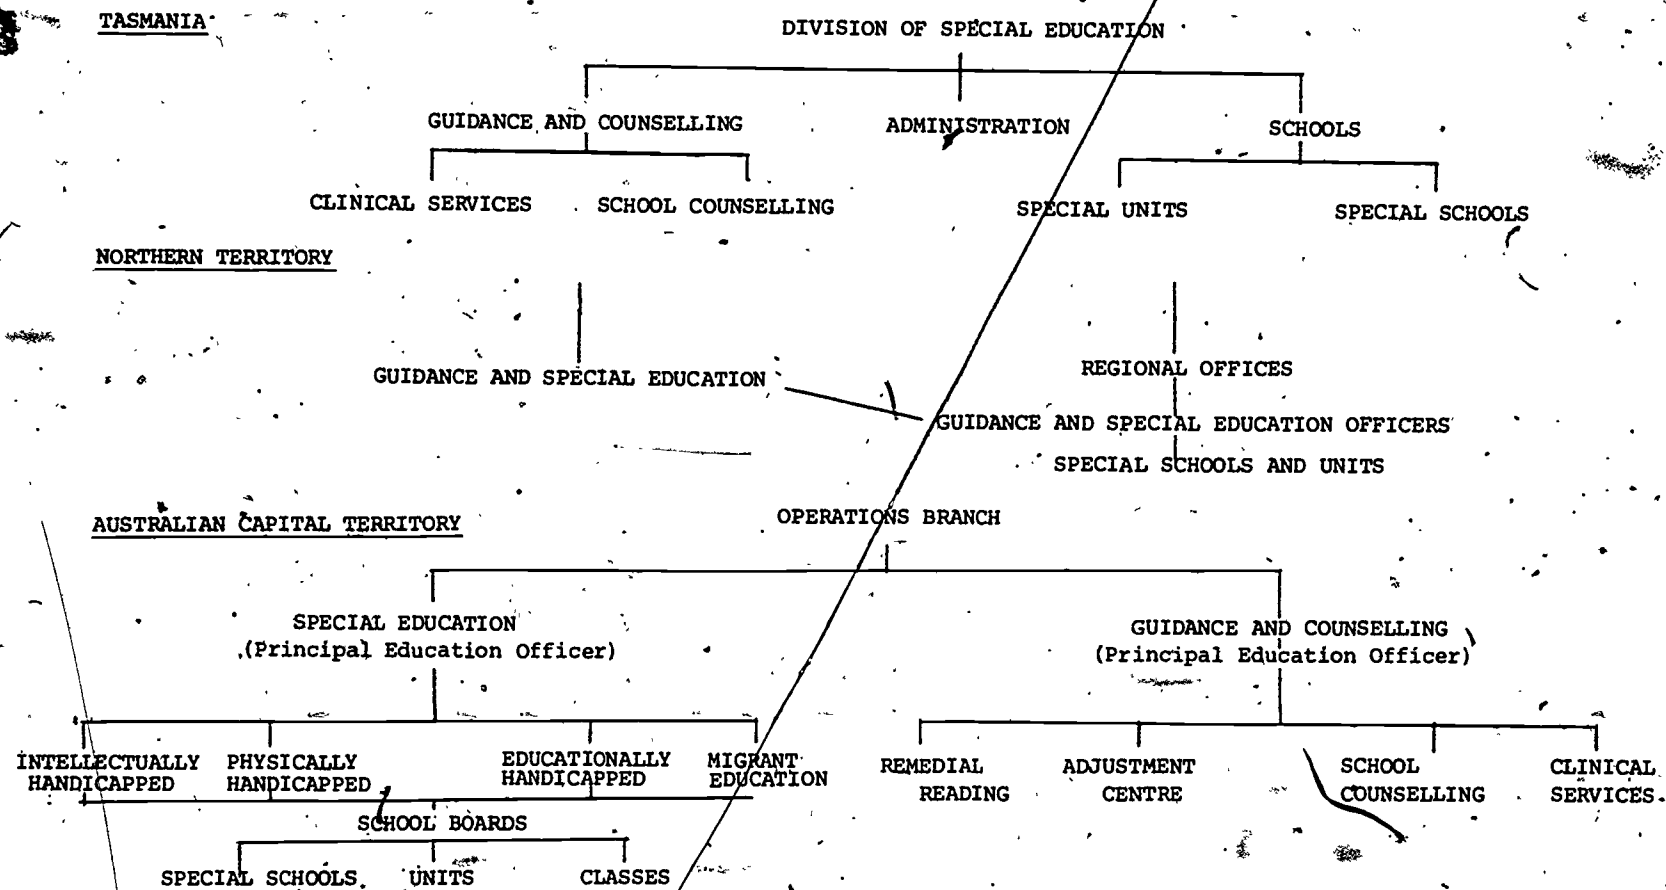 TASMANIA
DIVISION OF SPECIAL EDUCATION
GUIDANCE AND COUNSELLING
ADMINISTRATION
SCHOOLS
CLINICAL SERVICES
SCHOOL COUNSELLING
SPECIAL UNITS
SPECIAL SCHOOLS
NORTHERN TERRITORY
GUIDANCE AND SPECIAL EDUCATION
REGIONAL OFFICES
GUIDANCE AND SPECIAL EDUCATION OFFICERS
SPECIAL SCHOOLS AND UNITS
AUSTRALIAN CAPITAL TERRITORY
OPERATIONS BRANCH
SPECIAL EDUCATION
(Principal Education Officer)
GUIDANCE AND COUNSELLING
(Principal Education Officer)
INTELLECTUALLY
HANDICAPPED
PHYSICALLY
HANDICAPPED
EDUCATIONALLY
HANDICAPPED
MIGRANT
EDUCATION
REMEDIAL
READING
ADJUSTMENT
CENTRE
SCHOOL
COUNSELLING
CLINICAL
SERVICES
SCHOOL BOARDS
SPECIAL SCHOOLS
UNITS
CLASSES